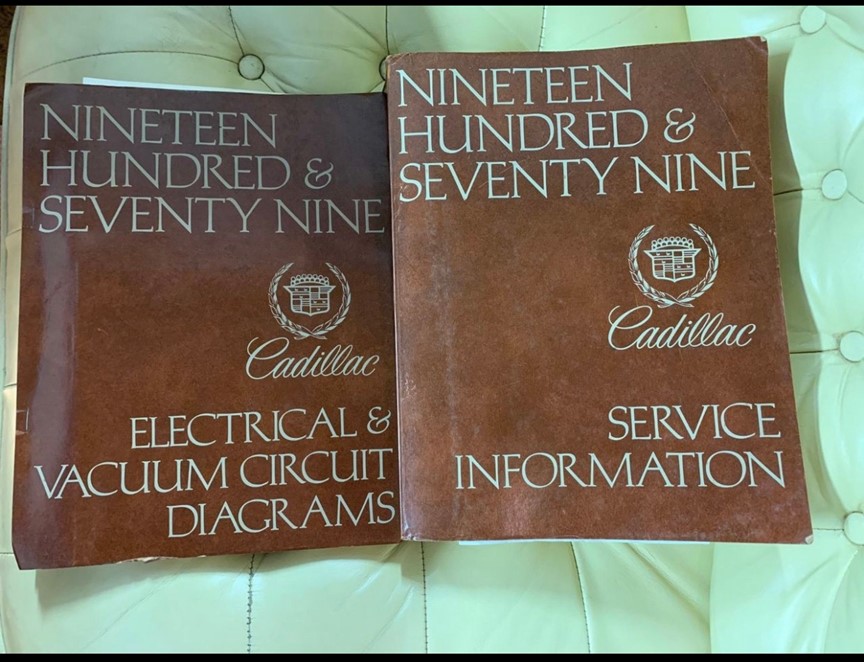 NINETEEN
HUNDRED &
SEVENTY NINE
Cadillac
ELECTRICAL &
VACUUM CIRCUIT
DIAGRAMS
NINETEEN
HUNDRED &
SEVENTY NINE
Cadillac
SERVICE
INFORMATION